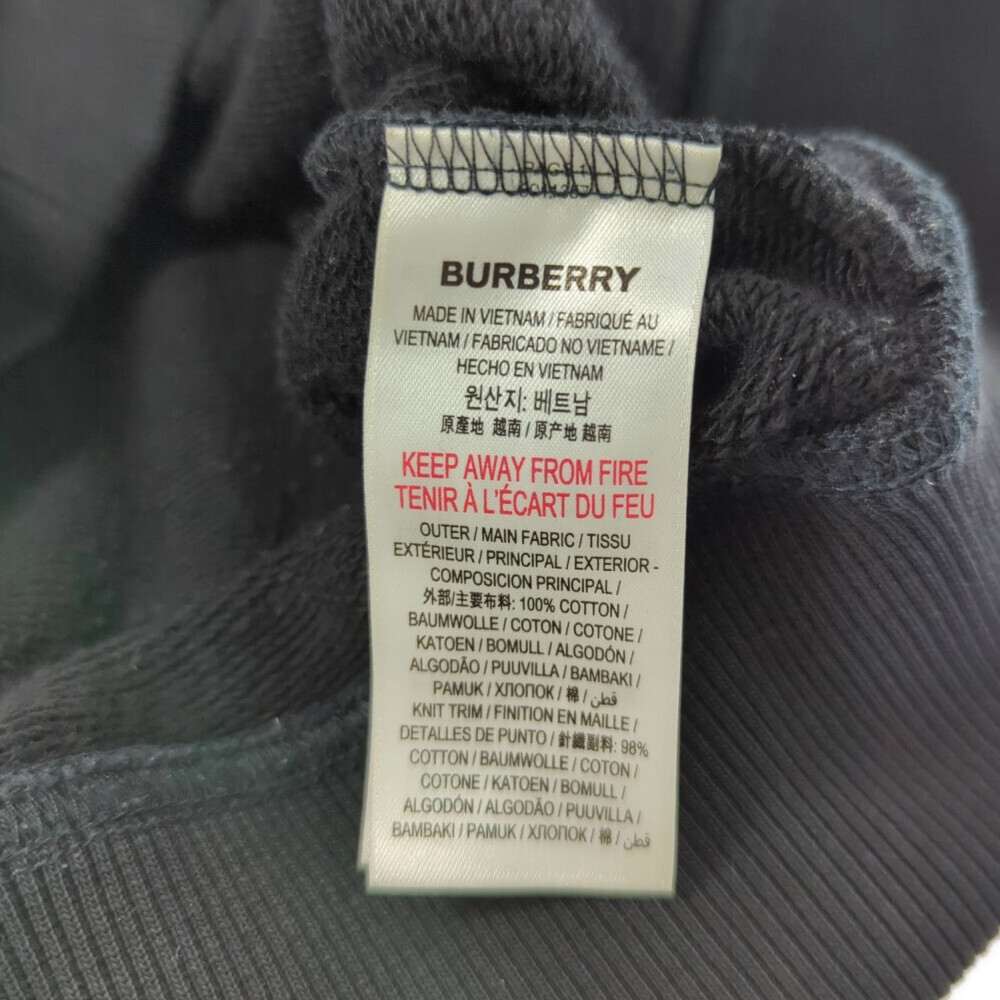 BURBERRY
MADE IN VIETNAM / FABRIQUÉ AU
VIETNAM / FABRICADO NO VIETNAME /
HECHO EN VIETNAM
원산지: 베트남
原產地 越南 / 原产地 越南
KEEP AWAY FROM FIRE
TENIR À L'ÉCART DU FEU
OUTER / MAIN FABRIC / TISSU
EXTÉRIEUR / PRINCIPAL / EXTERIOR -
COMPOSICION PRINCIPAL /
外部/主要布料: 100% COTTON /
BAUMWOLLE / COTON / COTONE /
KATOEN / BOMULL / ALGODÓN /
ALGODÃO / PUUVILLA / BAMBAKI /
PAMUK / ХЛОПОК / 棉 / قطن
KNIT TRIM / FINITION EN MAILLE /
DETALLES DE PUNTO / 針織副料: 98%
COTTON / BAUMWOLLE / COTON /
COTONE / KATOEN / BOMULL /
ALGODÓN / ALGODÃO / PUUVILLA /
BAMBAKI / PAMUK / ХЛОПОК / 棉 / قطن